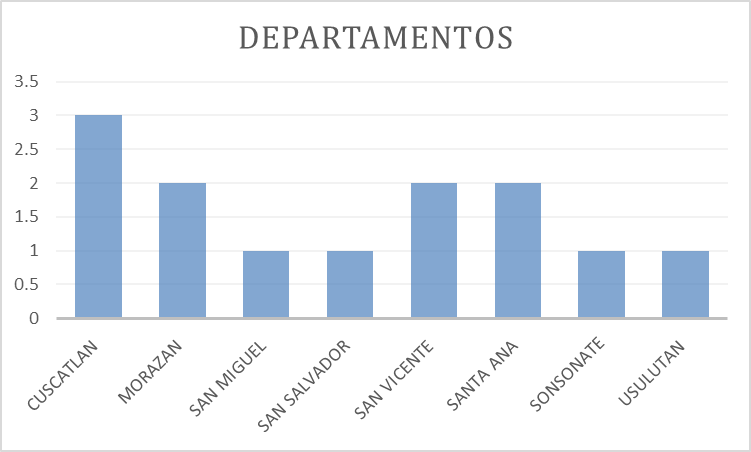 DEPARTAMENTOS
3.5
3
2.5
2
1.5
1
0.5
0
CUSCATLAN
MORAZAN
SAN MIGUEL
SAN SALVADOR
SAN VICENTE
SANTA ANA
SONSONATE
USULUTAN